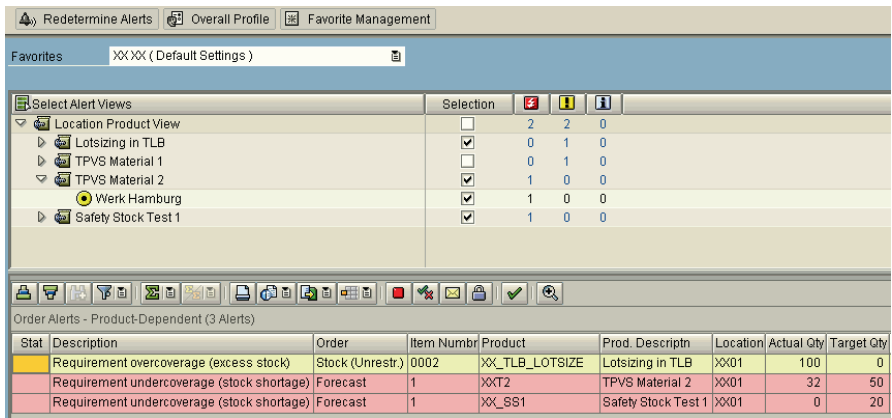 Redetermine Alerts Overall Profile Favorite Management
Favorites XX XX ( Default Settings )
Select Alert Views Selection
Location Product View 2 2 0
Lotsizing in TLB 0 1 0
TPVS Material 1 0 1 0
TPVS Material 2 1 0 0
Werk Hamburg 1 0 0
Safety Stock Test 1 1 0 0
Order Alerts - Product-Dependent (3 Alerts)
Stat Description Order Item Numbr Product Prod. Descriptn Location Actual Qty Target Qty
Requirement overcoverage (excess stock) Stock (Unrestr.) 0002 XX_TLB_LOTSIZE Lotsizing in TLB XX01 100 0
Requirement undercoverage (stock shortage) Forecast 1 XXT2 TPVS Material 2 XX01 32 50
Requirement undercoverage (stock shortage) Forecast 1 XX_SS1 Safety Stock Test 1 XX01 0 20